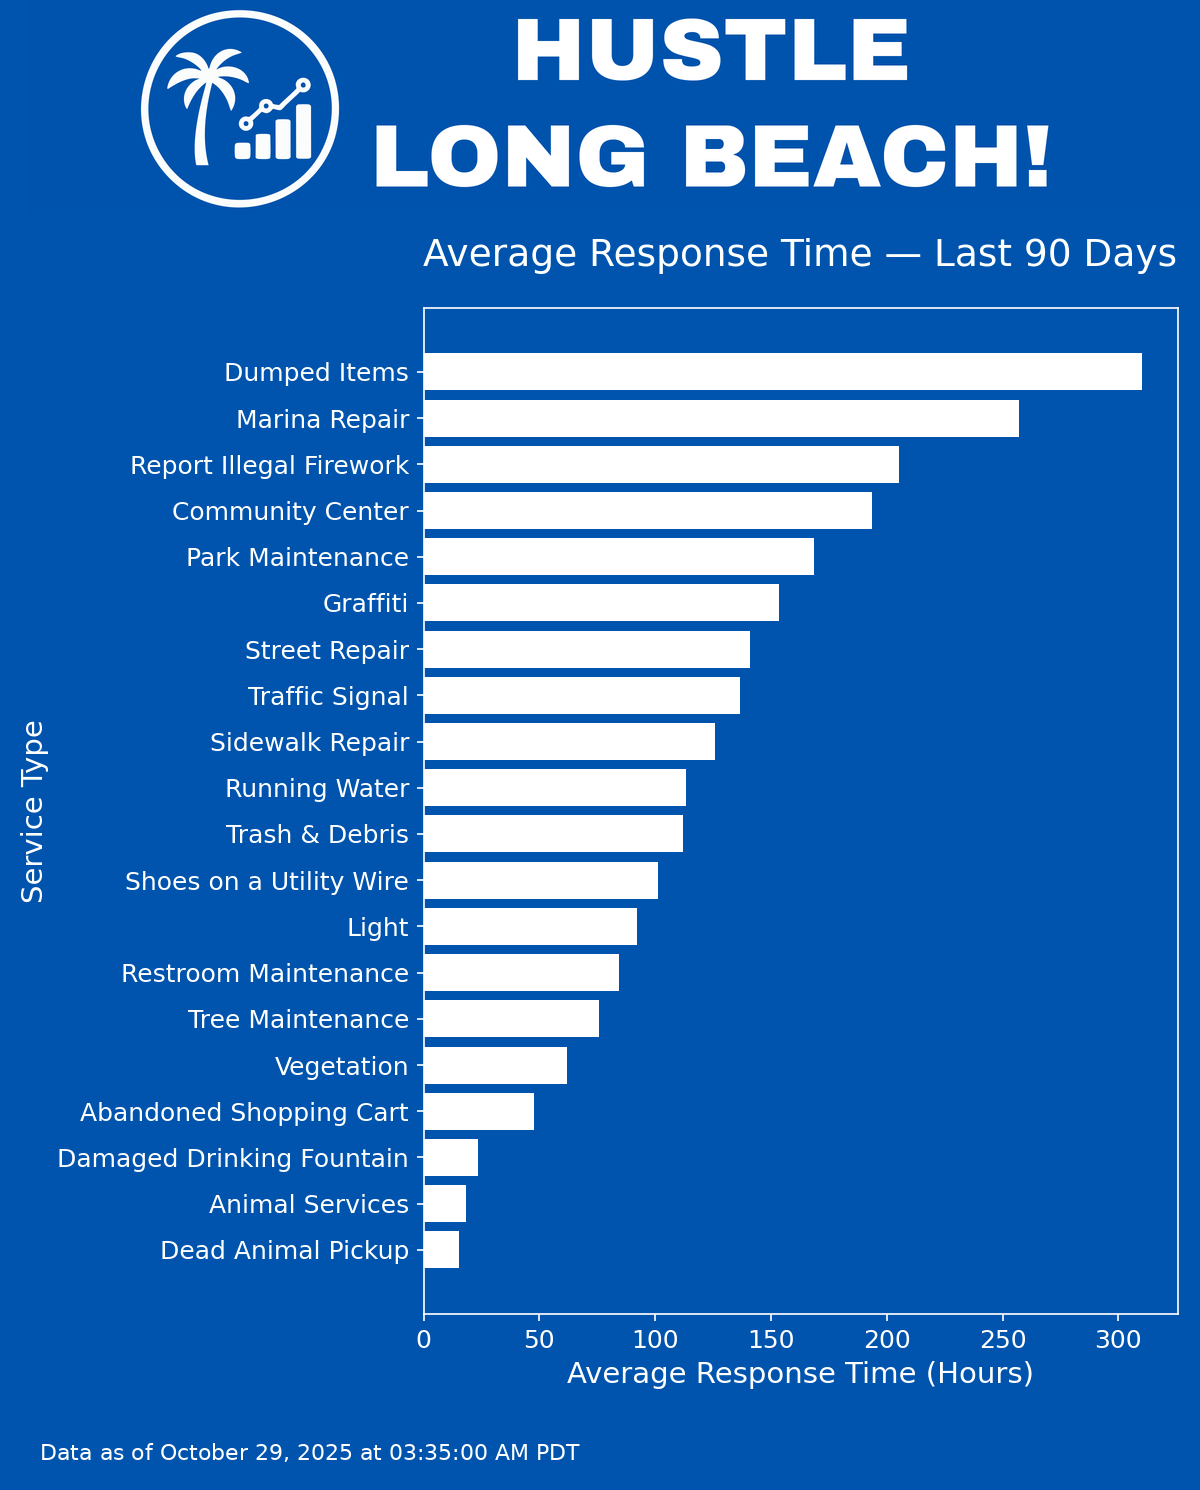 HUSTLE
LONG BEACH!
Average Response Time — Last 90 Days
Service Type
Dumped Items
Marina Repair
Report Illegal Firework
Community Center
Park Maintenance
Graffiti
Street Repair
Traffic Signal
Sidewalk Repair
Running Water
Trash & Debris
Shoes on a Utility Wire
Light
Restroom Maintenance
Tree Maintenance
Vegetation
Abandoned Shopping Cart
Damaged Drinking Fountain
Animal Services
Dead Animal Pickup
0 50 100 150 200 250 300
Average Response Time (Hours)
Data as of October 29, 2025 at 03:35:00 AM PDT